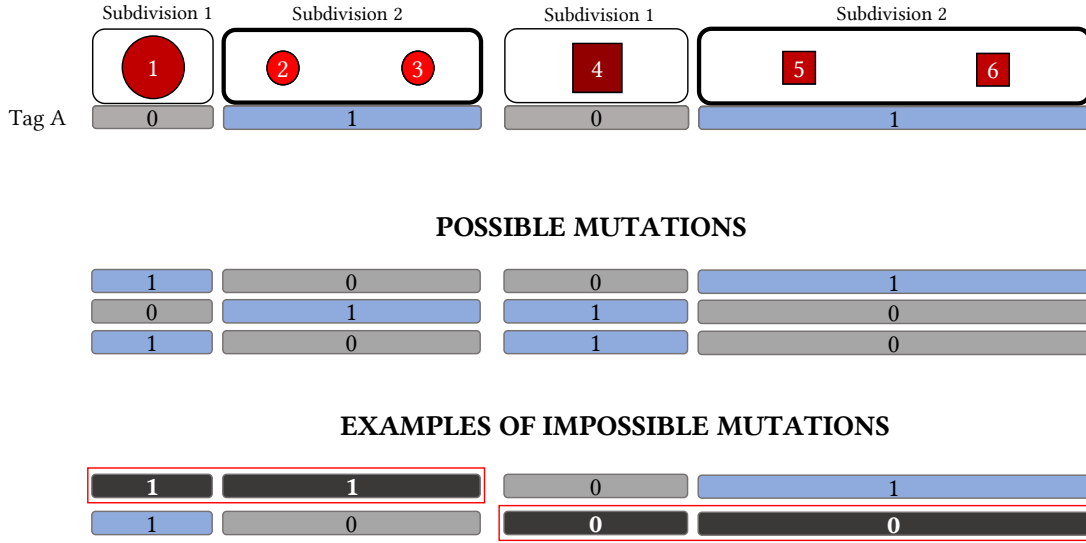 Subdivision 1 Subdivision 2 Subdivision 1 Subdivision 2
1 2 3 4 5 6
Tag A 0 1 0 1
POSSIBLE MUTATIONS
1 0 0 1
0 1 1 0
1 0 1 0
EXAMPLES OF IMPOSSIBLE MUTATIONS
1 1 0 1
1 0 0 0